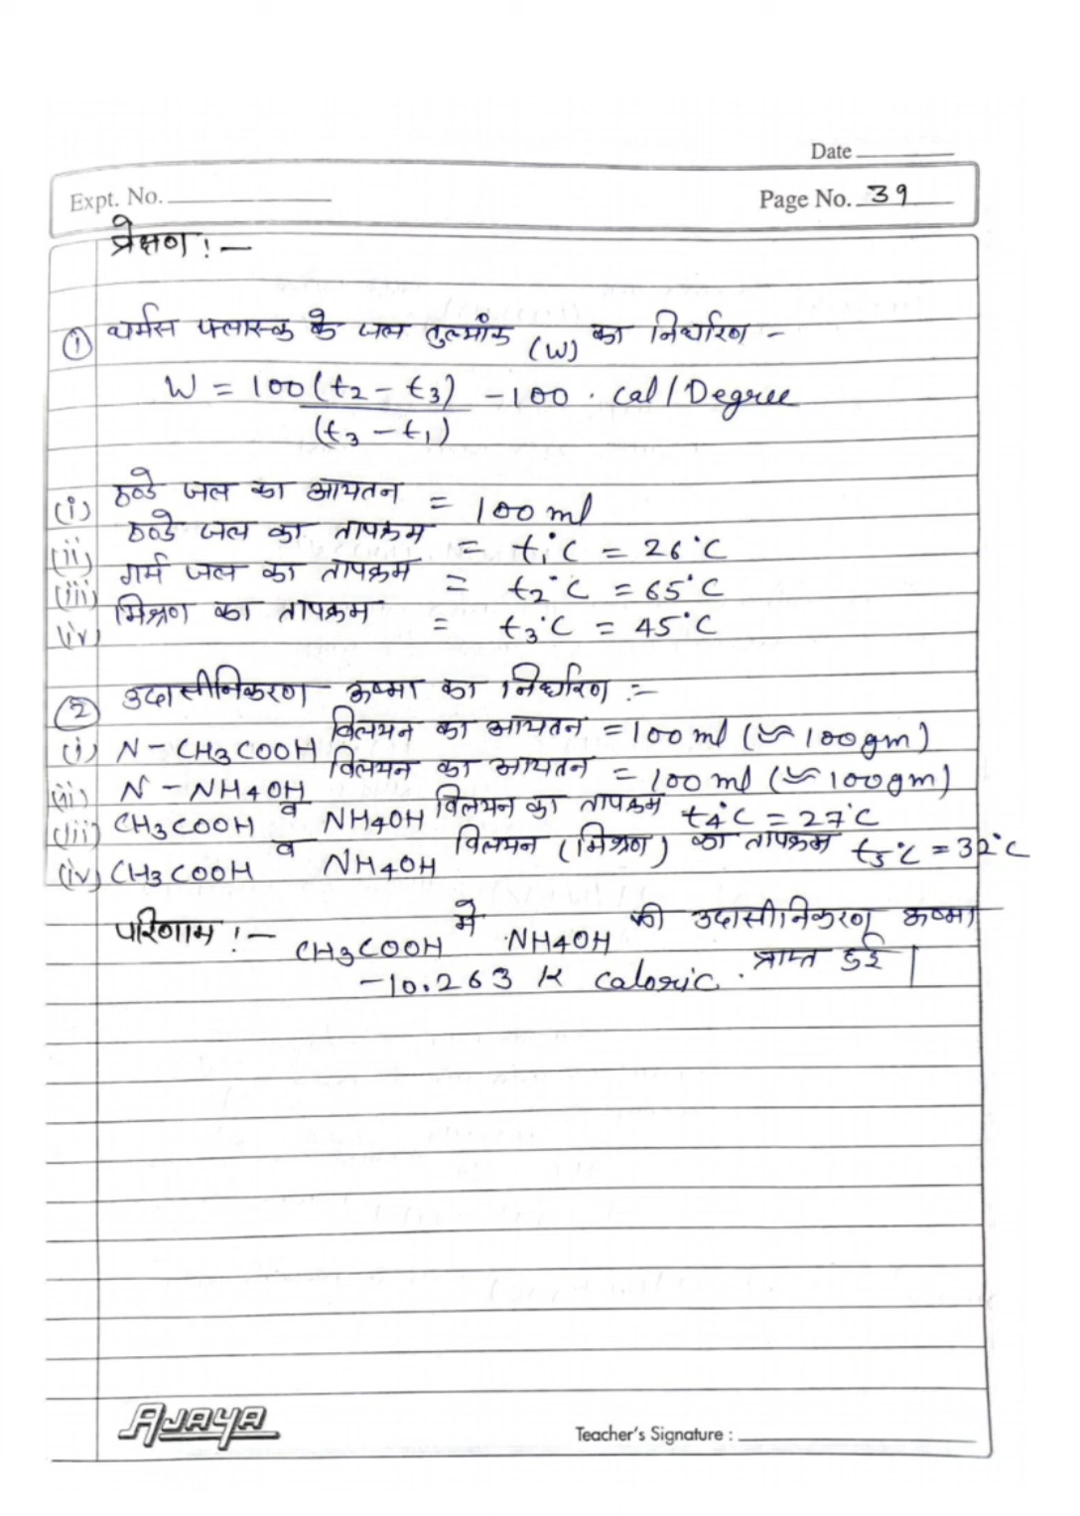 Date
Expt. No.
Page No. 39
प्रेक्षण :-
① थर्मस फ्लास्क के जल तुल्यांक (W) का निर्धारण -
W = 100(t2 - t3) - 100 . cal / Degree
(t3 - t1)
(i) ठण्डे जल का आयतन = 100 ml
(ii) ठण्डे जल का तापक्रम = t1°C = 26°C
(iii) गर्म जल का तापक्रम = t2°C = 65°C
(iv) मिश्रण का तापक्रम = t3°C = 45°C
② उदासीनिकरण ऊष्मा का निर्धारण :-
(i) N - CH3COOH विलयन का आयतन = 100 ml (≈ 100gm)
(ii) N - NH4OH विलयन का आयतन = 100 ml (≈ 100gm)
(iii) CH3COOH व NH4OH विलयन का तापक्रम t4°C = 27°C
(iv) CH3COOH व NH4OH विलयन (मिश्रण) का तापक्रम t5°C = 32°C
परिणाम :- CH3COOH में NH4OH की उदासीनिकरण ऊष्मा
-10.263 K caloric . प्राप्त हुई |
AJAYA
Teacher's Signature :